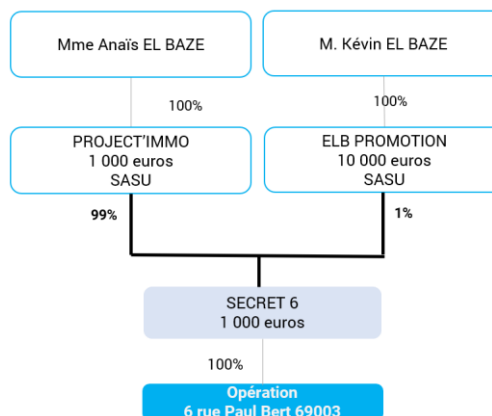 Mme Anaïs EL BAZE
M. Kévin EL BAZE
100%
100%
PROJECT'IMMO
1 000 euros
SASU
ELB PROMOTION
10 000 euros
SASU
99%
1%
SECRET 6
1 000 euros
100%
Opération
6 rue Paul Bert 69003